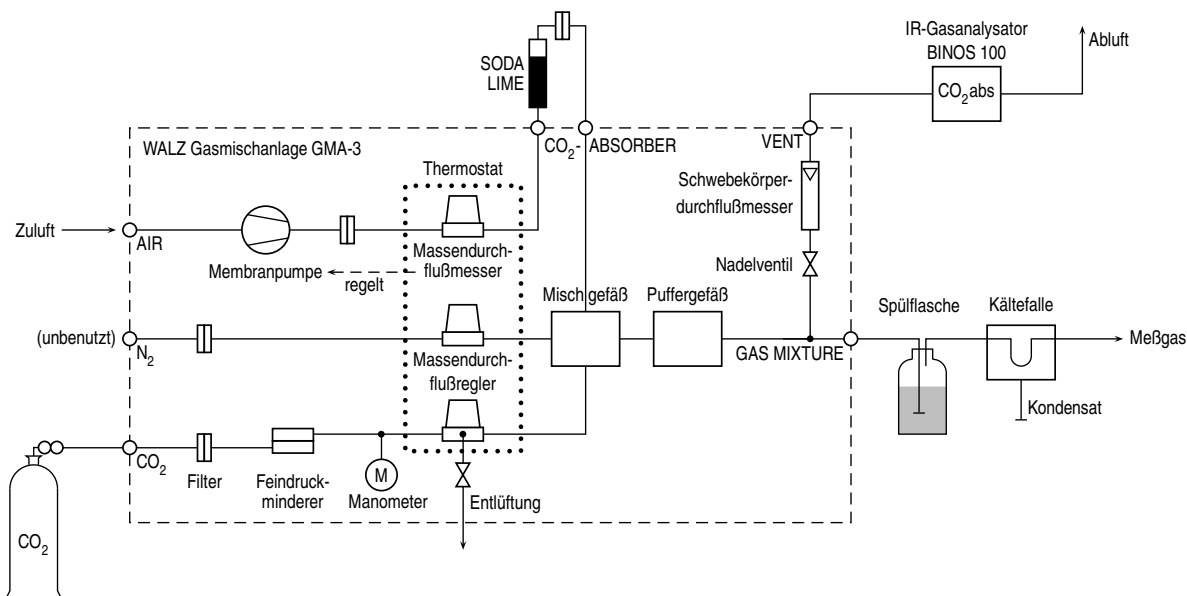 IR-Gasanalysator
BINOS 100
CO2abs
Abluft
SODA
LIME
WALZ Gasmischanlage GMA-3
CO2- ABSORBER
VENT
Thermostat
Schwebekörper-
durchflußmesser
Zuluft
AIR
Membranpumpe
regelt
Massendurch-
flußmesser
Nadelventil
Mischgefäß
Puffergefäß
Spülflasche
Kältefalle
(unbenutzt)
N2
Massendurch-
flußregler
GAS MIXTURE
Meßgas
Kondensat
CO2
Filter
Feindruck-
minderer
M
Manometer
Entlüftung
CO2